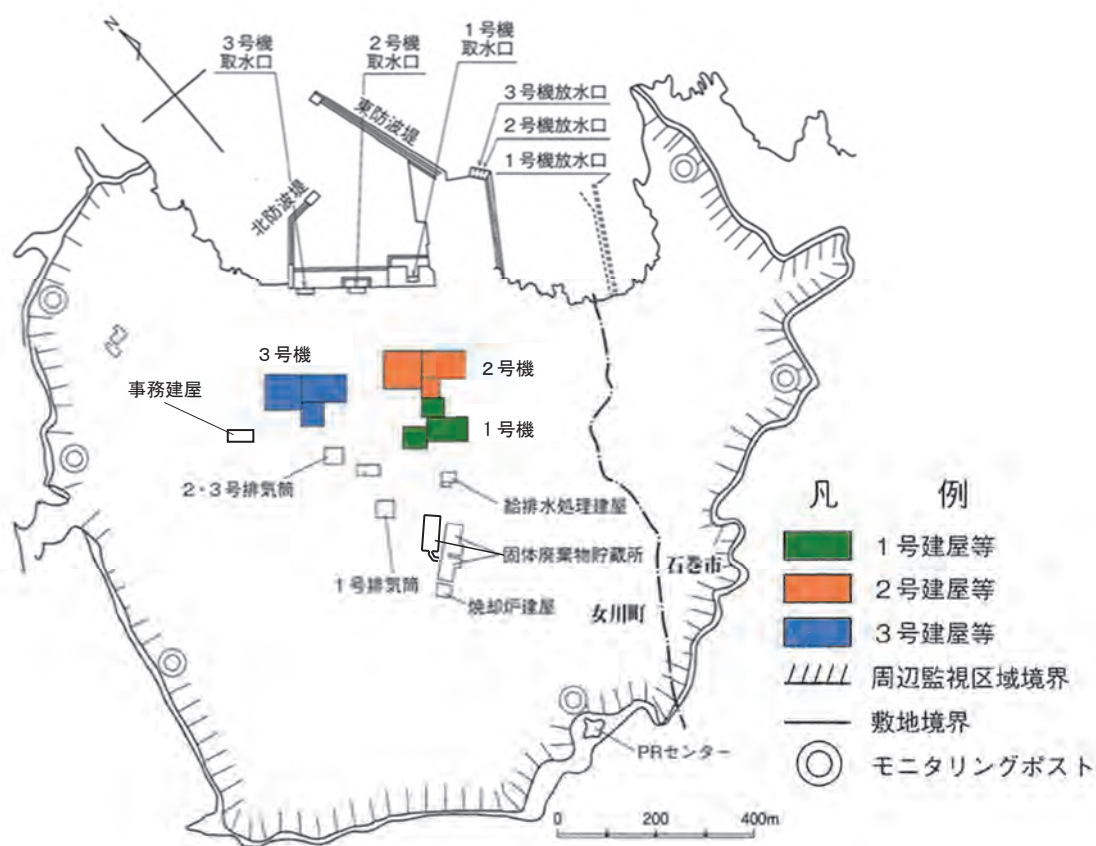 N
3号機
取水口
2号機
取水口
1号機
取水口
東防波堤
3号機放水口
2号機放水口
1号機放水口
北防波堤
3号機
2号機
事務建屋
1号機
2・3号排気筒
給排水処理建屋
固体廃棄物貯蔵所
1号排気筒
焼却炉建屋
石巻市
女川町
PRセンター
0 200 400m
凡 例
1号建屋等
2号建屋等
3号建屋等
周辺監視区域境界
敷地境界
モニタリングポスト